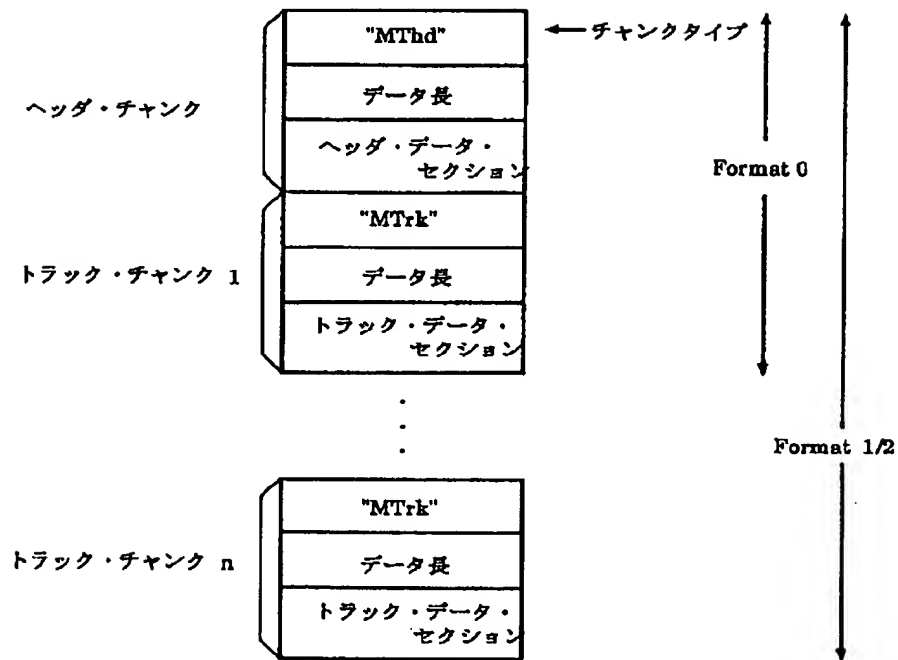 "MThd"
←チャンクタイプ
データ長
ヘッダ・チャンク
ヘッダ・データ・
セクション
Format 0
"MTrk"
トラック・チャンク 1
データ長
トラック・データ・
セクション
・
・
・
Format 1/2
"MTrk"
トラック・チャンク n
データ長
トラック・データ・
セクション